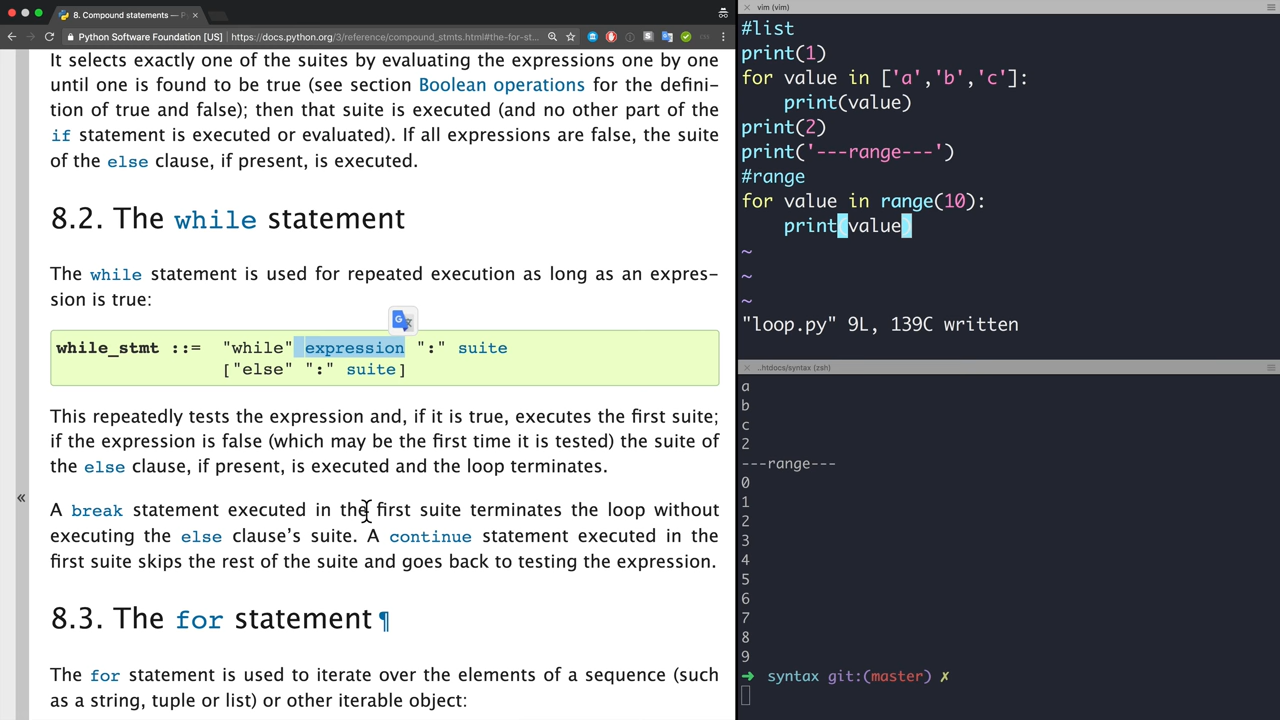 8. Compound statements — P
Python Software Foundation [US] https://docs.python.org/3/reference/compound_stmts.html#the-for-st
It selects exactly one of the suites by evaluating the expressions one by one
until one is found to be true (see section Boolean operations for the defini-
tion of true and false); then that suite is executed (and no other part of the
if statement is executed or evaluated). If all expressions are false, the suite
of the else clause, if present, is executed.
8.2. The while statement
The while statement is used for repeated execution as long as an expres-
sion is true:
while_stmt ::= "while" expression ":" suite
["else" ":" suite]
This repeatedly tests the expression and, if it is true, executes the first suite;
if the expression is false (which may be the first time it is tested) the suite of
the else clause, if present, is executed and the loop terminates.
A break statement executed in the first suite terminates the loop without
executing the else clause's suite. A continue statement executed in the
first suite skips the rest of the suite and goes back to testing the expression.
8.3. The for statement ¶
The for statement is used to iterate over the elements of a sequence (such
as a string, tuple or list) or other iterable object:
vim (vim)
#list
print(1)
for value in ['a','b','c']:
    print(value)
print(2)
print('---range---')
#range
for value in range(10):
    print(value)
~
~
~
"loop.py" 9L, 139C written
..htdocs/syntax (zsh)
a
b
c
2
---range---
0
1
2
3
4
5
6
7
8
9
➜ syntax git:(master) ✗